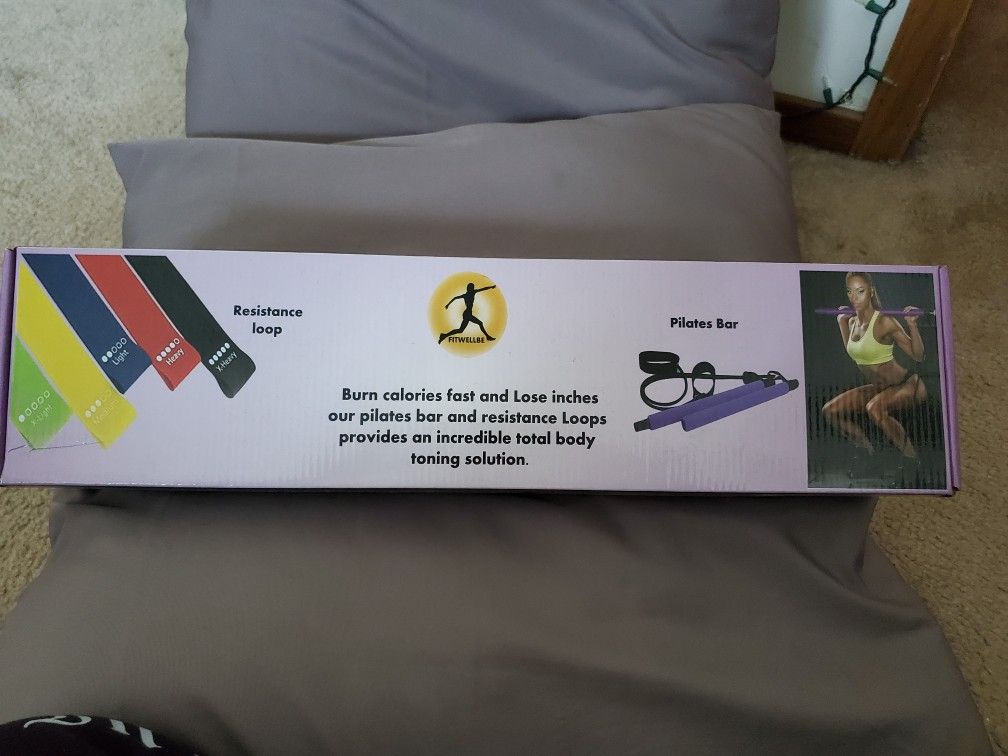 Resistance
loop
X-Light
Medium
Light
Heavy
X-Heavy
FITWELLBE
Burn calories fast and Lose inches
our pilates bar and resistance Loops
provides an incredible total body
toning solution.
Pilates Bar